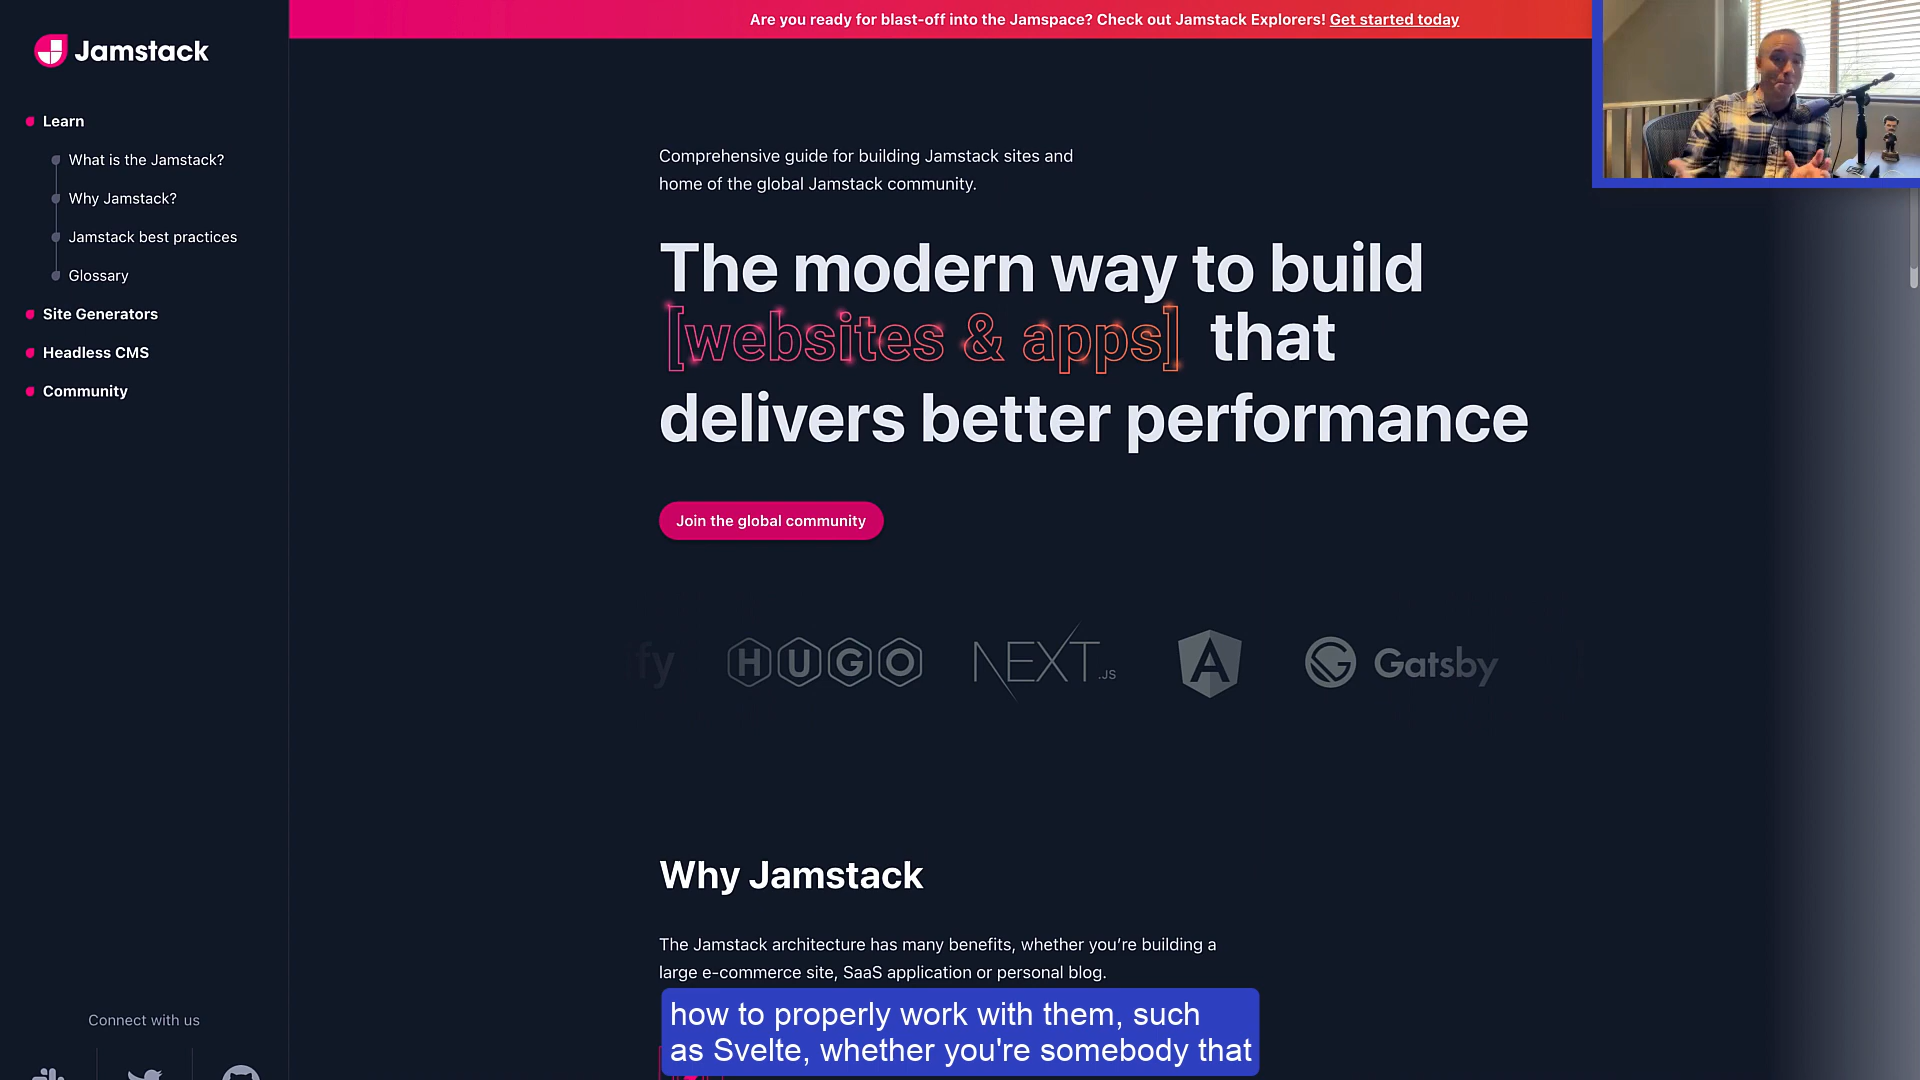 Are you ready for blast-off into the Jamspace? Check out Jamstack Explorers! Get started today
Jamstack
Learn
What is the Jamstack?
Why Jamstack?
Jamstack best practices
Glossary
Site Generators
Headless CMS
Community
Connect with us
Comprehensive guide for building Jamstack sites and
home of the global Jamstack community.
The modern way to build
[websites & apps] that
delivers better performance
Join the global community
ify HUGO NEXT.JS A Gatsby
Why Jamstack
The Jamstack architecture has many benefits, whether you’re building a
large e-commerce site, SaaS application or personal blog.
how to properly work with them, such
as Svelte, whether you're somebody that